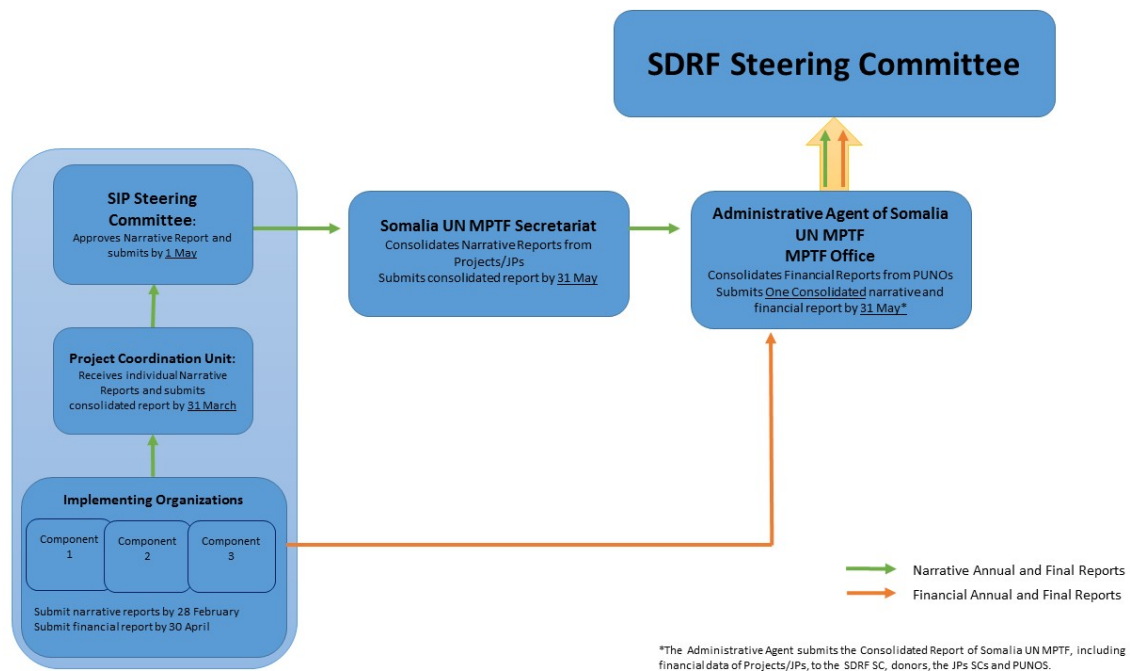 SDRF Steering Committee
SIP Steering
Committee:
Approves Narrative Report and
submits by 1 May
Somalia UN MPTF Secretariat
Consolidates Narrative Reports from
Projects/JPs
Submits consolidated report by 31 May
Administrative Agent of Somalia
UN MPTF
MPTF Office
Consolidates Financial Reports from PUNOs
Submits One Consolidated narrative and
financial report by 31 May*
Project Coordination Unit:
Receives individual Narrative
Reports and submits
consolidated report by 31 March
Implementing Organizations
Component
1
Component
2
Component
3
Submit narrative reports by 28 February
Submit financial report by 30 April
Narrative Annual and Final Reports
Financial Annual and Final Reports
*The Administrative Agent submits the Consolidated Report of Somalia UN MPTF, including
financial data of Projects/JPs, to the SDRF SC, donors, the JPs SCs and PUNOS.